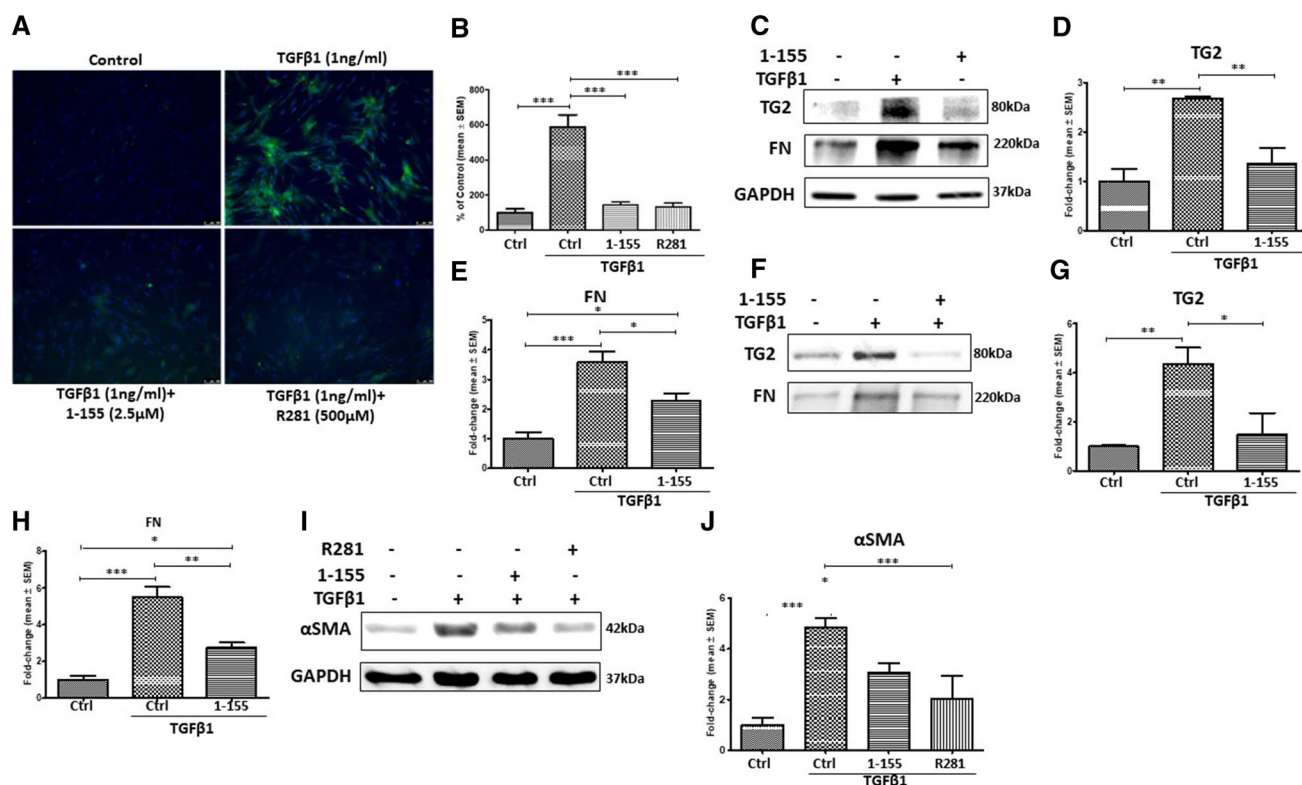 A
Control
TGFβ1 (1ng/ml)
TGFβ1 (1ng/ml)+
1-155 (2.5µM)
TGFβ1 (1ng/ml)+
R281 (500µM)
B
% of Control (mean ± SEM)
800
600
400
200
0
***
***
***
Ctrl Ctrl 1-155 R281
TGFβ1
C
1-155 - - +
TGFβ1 - + -
TG2 80kDa
FN 220kDa
GAPDH 37kDa
D
TG2
Fold-change (mean ± SEM)
3
2
1
0
** **
Ctrl Ctrl 1-155
TGFβ1
E
FN
Fold-change (mean ± SEM)
5
4
2
0
*
*** *
Ctrl Ctrl 1-155
TGFβ1
F
1-155 - - +
TGFβ1 - + +
TG2 80kDa
FN 220kDa
G
TG2
Fold-change (mean ± SEM)
6
4
2
0
** *
Ctrl Ctrl 1-155
TGFβ1
H
FN
Fold-change (mean ± SEM)
8
6
4
2
0
*
*** **
Ctrl Ctrl 1-155
TGFβ1
I
R281 - - - +
1-155 - - + -
TGFβ1 - + + +
αSMA 42kDa
GAPDH 37kDa
J
αSMA
Fold-change (mean ± SEM)
6
4
2
0
***
*
***
Ctrl Ctrl 1-155 R281
TGFβ1